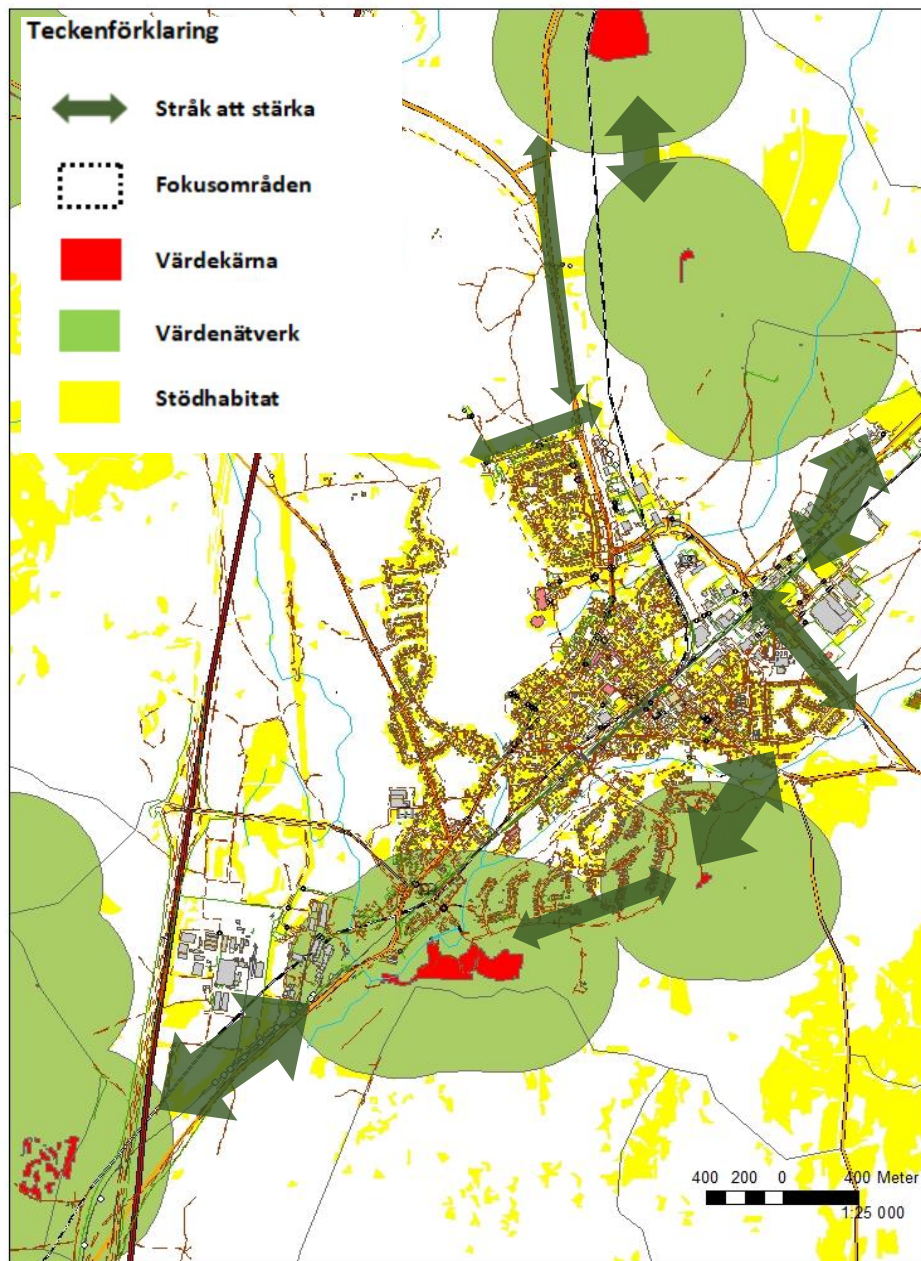 Teckenförklaring
Stråk att stärka
Fokusområden
Värdekärna
Värdenätverk
Stödhabitat
400 200 0 400 Meter
1:25 000